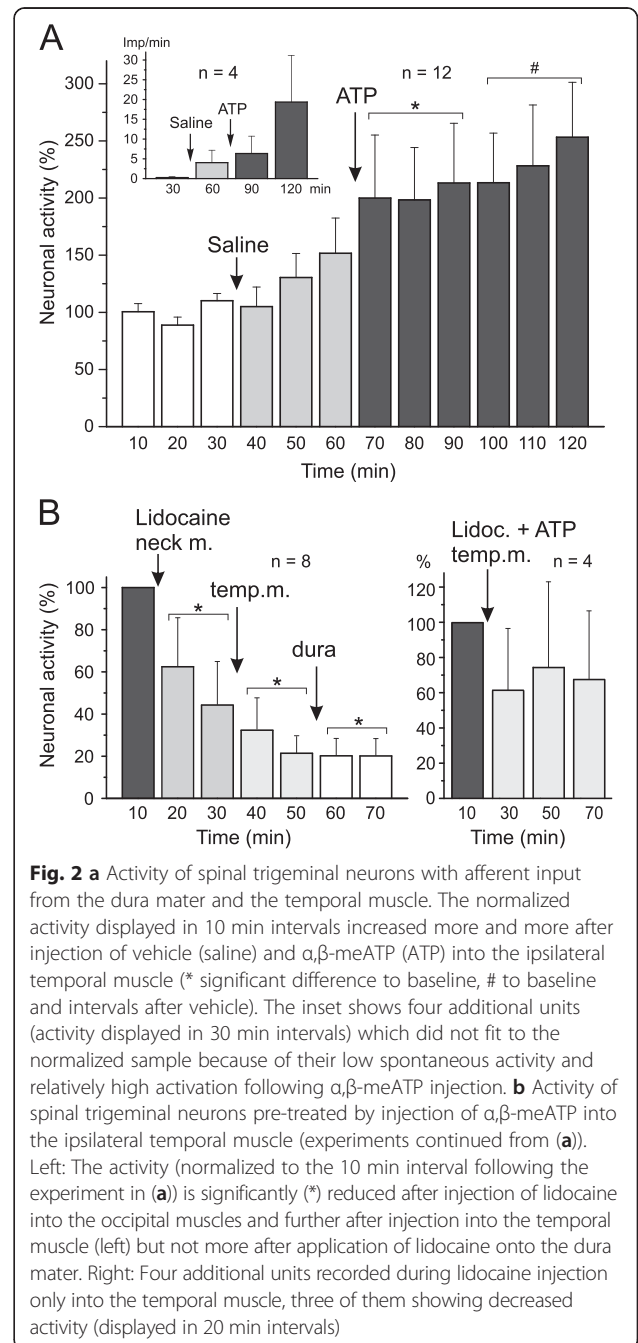 A
Imp/min
30
25
20
15
10
5
0
n = 4
Saline
ATP
30 60 90 120 min
n = 12
#
ATP
*
Saline
Neuronal activity (%)
300
250
200
150
100
50
0
10 20 30 40 50 60 70 80 90 100 110 120
Time (min)
B
Lidocaine
neck m.
n = 8
temp.m.
dura
*
*
*
Neuronal activity (%)
100
80
60
40
20
0
10 20 30 40 50 60 70
Time (min)
Lidoc. + ATP
temp.m.
n = 4
%
120
100
80
60
40
20
0
10 30 50 70
Time (min)
Fig. 2 a Activity of spinal trigeminal neurons with afferent input
from the dura mater and the temporal muscle. The normalized
activity displayed in 10 min intervals increased more and more after
injection of vehicle (saline) and α,β-meATP (ATP) into the ipsilateral
temporal muscle (* significant difference to baseline, # to baseline
and intervals after vehicle). The inset shows four additional units
(activity displayed in 30 min intervals) which did not fit to the
normalized sample because of their low spontaneous activity and
relatively high activation following α,β-meATP injection. b Activity of
spinal trigeminal neurons pre-treated by injection of α,β-meATP into
the ipsilateral temporal muscle (experiments continued from (a)).
Left: The activity (normalized to the 10 min interval following the
experiment in (a)) is significantly (*) reduced after injection of lidocaine
into the occipital muscles and further after injection into the temporal
muscle (left) but not more after application of lidocaine onto the dura
mater. Right: Four additional units recorded during lidocaine injection
only into the temporal muscle, three of them showing decreased
activity (displayed in 20 min intervals)